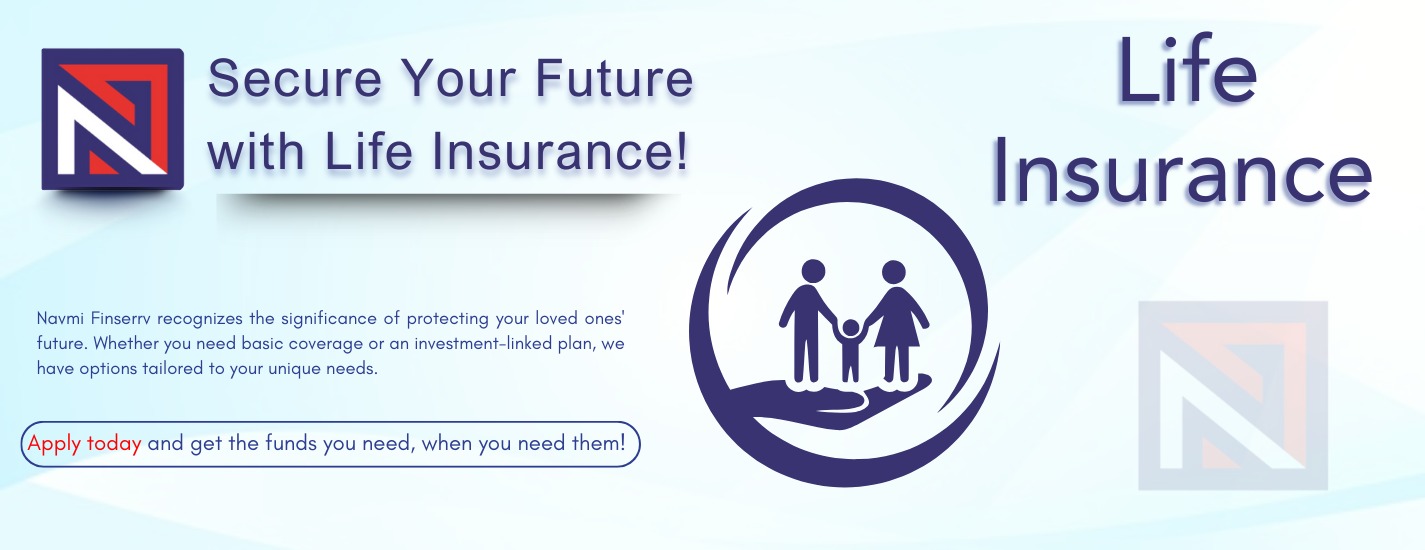 Secure Your Future
with Life Insurance!
Life
Insurance
Navmi Finserrv recognizes the significance of protecting your loved ones'
future. Whether you need basic coverage or an investment-linked plan, we
have options tailored to your unique needs.
Apply today and get the funds you need, when you need them!